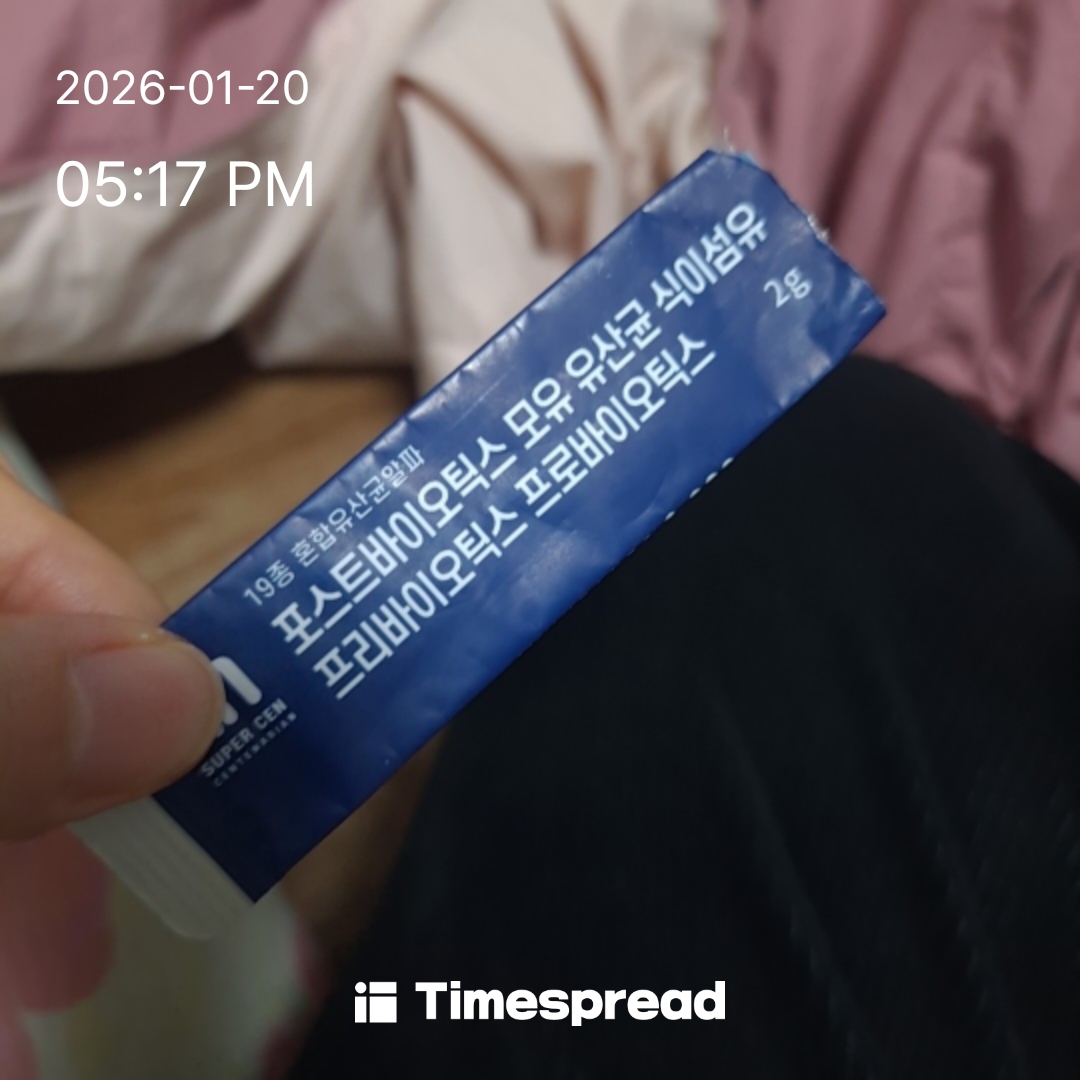 2026-01-20
05:17 PM
19종 혼합유산균알파
포스트바이오틱스 모유 유산균 식이섬유
프리바이오틱스 프로바이오틱스
2g
SUPER CEN
CENTENARIAN
Timespread